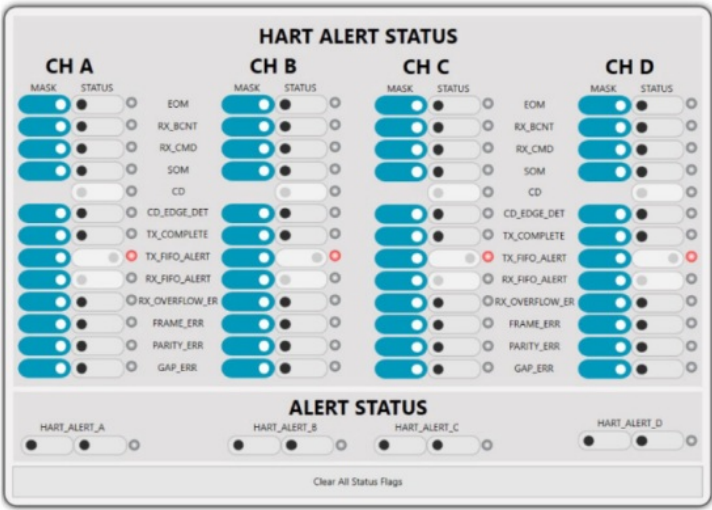 HART ALERT STATUS
CH A CH B CH C CH D
MASK STATUS MASK STATUS MASK STATUS MASK STATUS
EOM EOM
RX_BCNT RX_BCNT
RX_CMD RX_CMD
SOM SOM
CD CD
CD_EDGE_DET CD_EDGE_DET
TX_COMPLETE TX_COMPLETE
TX_FIFO_ALERT TX_FIFO_ALERT
RX_FIFO_ALERT RX_FIFO_ALERT
RX_OVERFLOW_ER RX_OVERFLOW_ER
FRAME_ERR FRAME_ERR
PARITY_ERR PARITY_ERR
GAP_ERR GAP_ERR
ALERT STATUS
HART_ALERT_A HART_ALERT_B HART_ALERT_C HART_ALERT_D
Clear All Status Flags